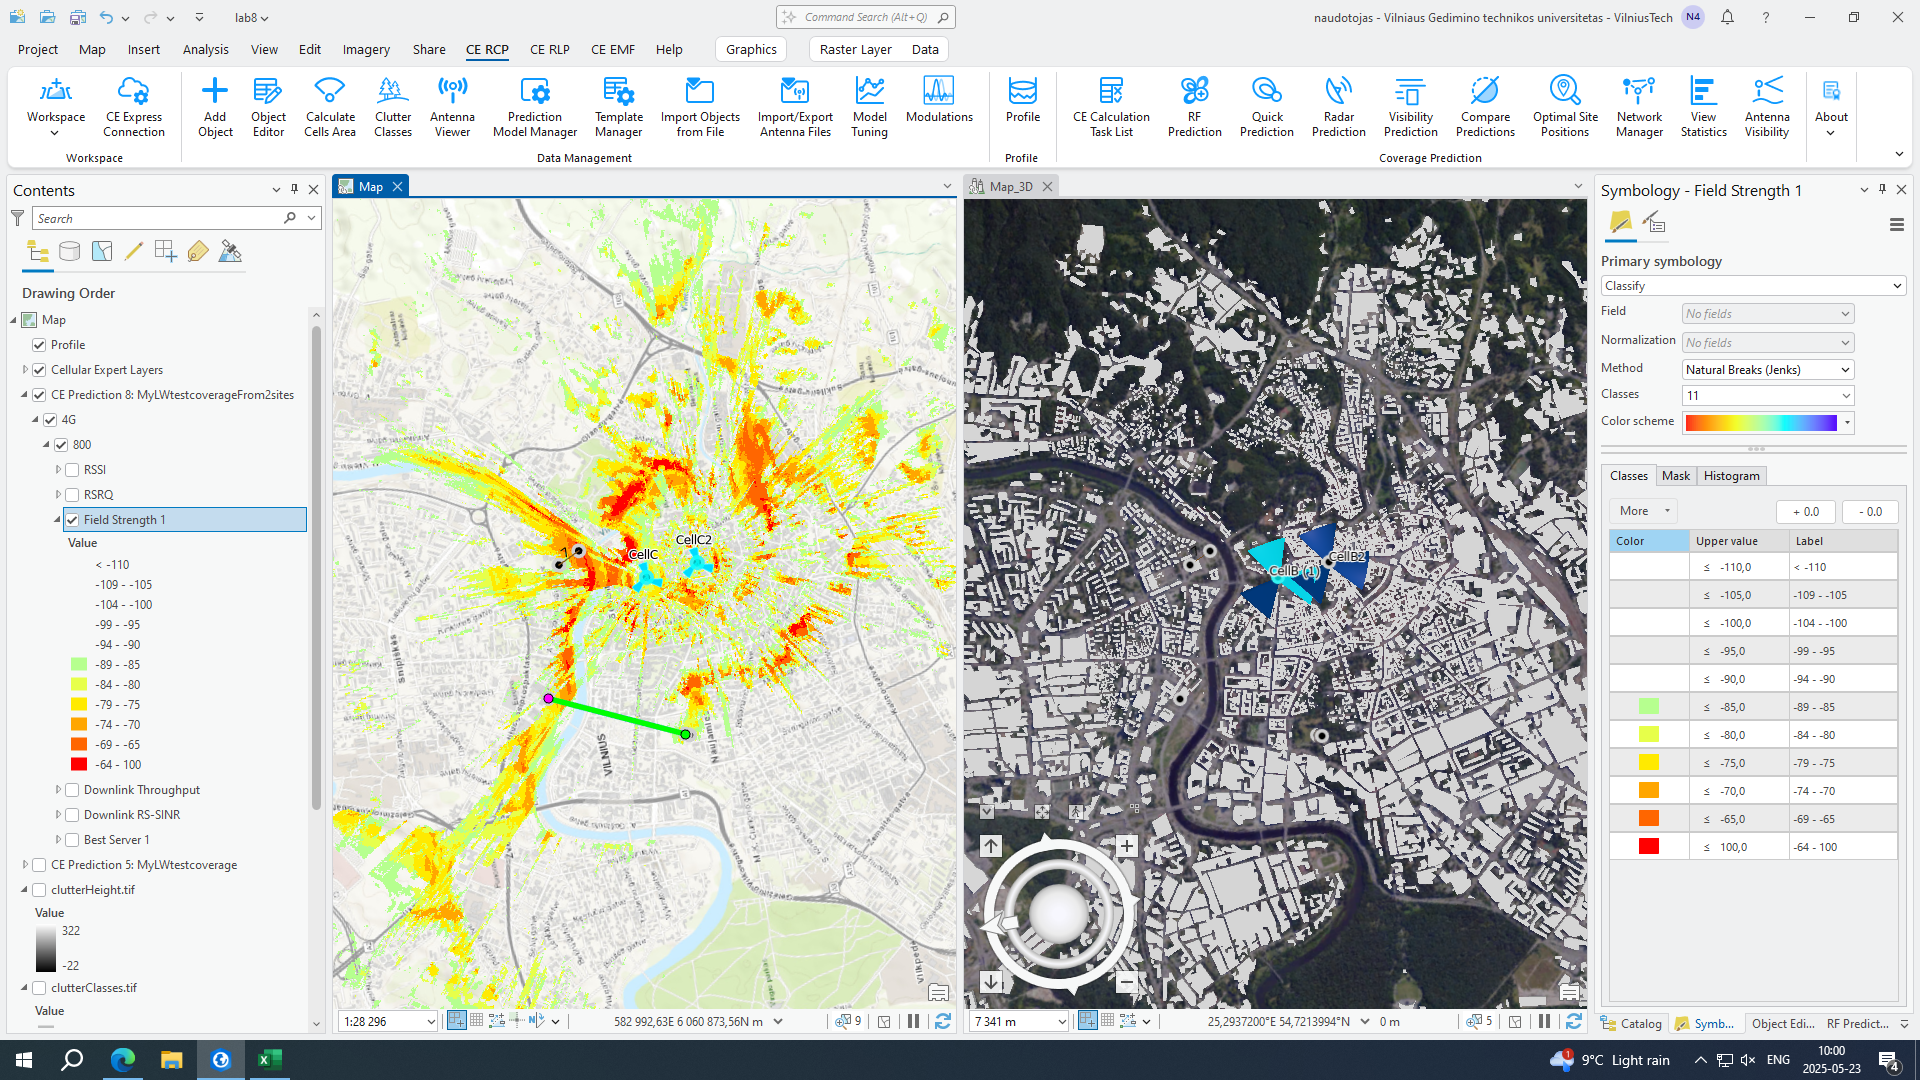 lab8
Command Search (Alt+Q)
naudotojas - Vilniaus Gedimino technikos universitetas - VilniusTech
N4
Project Map Insert Analysis View Edit Imagery Share CE RCP CE RLP CE EMF Help Graphics Raster Layer Data
Workspace
CE Express Connection
Add Object
Object Editor
Calculate Cells Area
Clutter Classes
Antenna Viewer
Prediction Model Manager
Template Manager
Import Objects from File
Import/Export Antenna Files
Model Tuning
Modulations
Profile
CE Calculation Task List
RF Prediction
Quick Prediction
Radar Prediction
Visibility Prediction
Compare Predictions
Optimal Site Positions
Network Manager
View Statistics
Antenna Visibility
About
Workspace
Data Management
Profile
Coverage Prediction
Contents
Search
Drawing Order
Map
Profile
Cellular Expert Layers
CE Prediction 8: MyLWtestcoverageFrom2sites
4G
800
RSSI
RSRQ
Field Strength 1
Value
< -110
-109 - -105
-104 - -100
-99 - -95
-94 - -90
-89 - -85
-84 - -80
-79 - -75
-74 - -70
-69 - -65
-64 - 100
Downlink Throughput
Downlink RS-SINR
Best Server 1
CE Prediction 5: MyLWtestcoverage
clutterHeight.tif
Value
322
-22
clutterClasses.tif
Value
Map
CellC
CellC2
VILNIUS
1:28 296
582 992,63E 6 060 873,56N m
9
Map_3D
CellB2
CellB (1)
7 341 m
25,2937200°E 54,7213994°N
0 m
5
Symbology - Field Strength 1
Primary symbology
Classify
Field No fields
Normalization No fields
Method Natural Breaks (Jenks)
Classes 11
Color scheme
Classes Mask Histogram
More + 0.0 - 0.0
Color Upper value Label
≤ -110,0 < -110
≤ -105,0 -109 - -105
≤ -100,0 -104 - -100
≤ -95,0 -99 - -95
≤ -90,0 -94 - -90
≤ -85,0 -89 - -85
≤ -80,0 -84 - -80
≤ -75,0 -79 - -75
≤ -70,0 -74 - -70
≤ -65,0 -69 - -65
≤ 100,0 -64 - 100
Catalog Symb... Object Edi... RF Predict...
1
9°C Light rain
ENG
10:00
2025-05-23
4